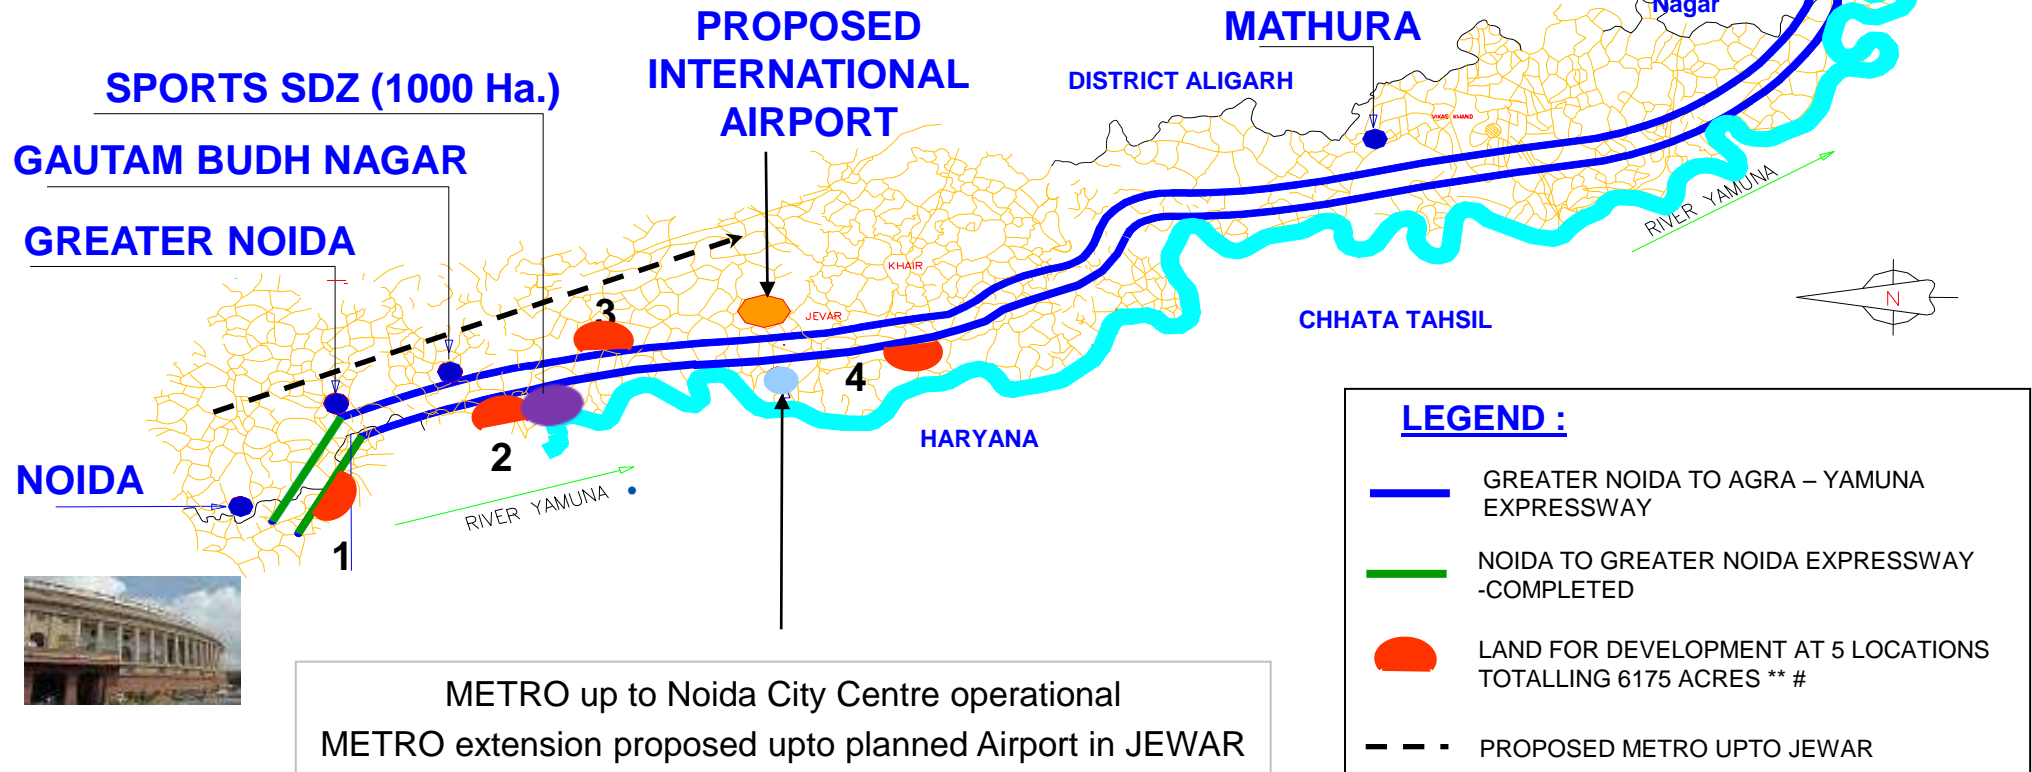 Nagar
PROPOSED
INTERNATIONAL
AIRPORT
MATHURA
DISTRICT ALIGARH
SPORTS SDZ (1000 Ha.)
VIKAS KHAND
GAUTAM BUDH NAGAR
RIVER YAMUNA
GREATER NOIDA
KHAIR
N
3
JEVAR
CHHATA TAHSIL
4
HARYANA
2
NOIDA
RIVER YAMUNA
1
LEGEND :
GREATER NOIDA TO AGRA – YAMUNA
EXPRESSWAY
NOIDA TO GREATER NOIDA EXPRESSWAY
-COMPLETED
LAND FOR DEVELOPMENT AT 5 LOCATIONS
TOTALLING 6175 ACRES ** #
PROPOSED METRO UPTO JEWAR
METRO up to Noida City Centre operational
METRO extension proposed upto planned Airport in JEWAR